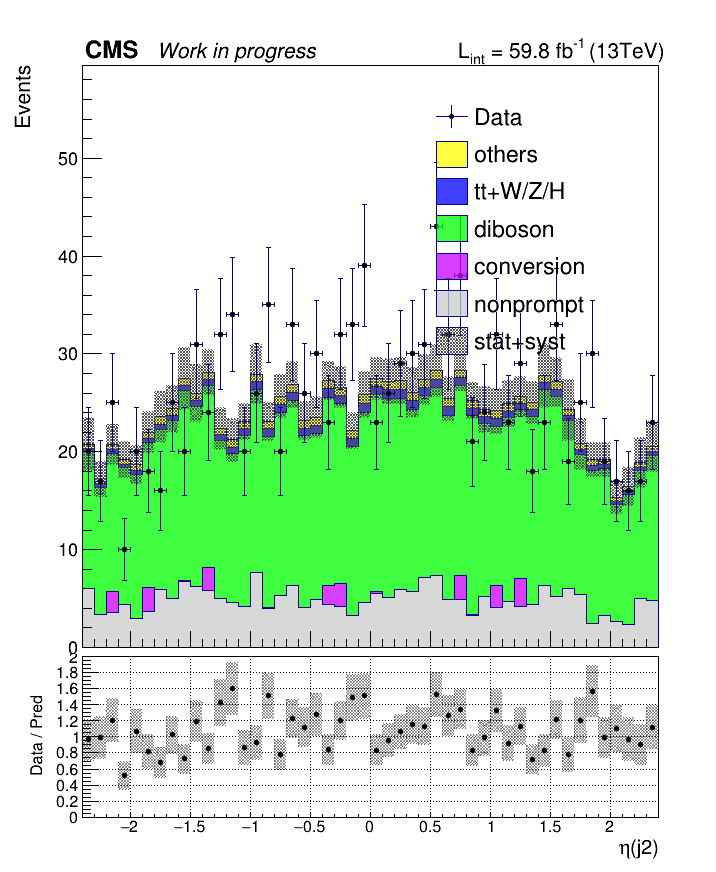 CMS Work in progress L_int = 59.8 fb^-1 (13TeV)
Events
Data
others
tt+W/Z/H
diboson
conversion
nonprompt
stat+syst
50
40
30
20
10
0
Data / Pred
2
1.8
1.6
1.4
1.2
1
0.8
0.6
0.4
0.2
0
−2 −1.5 −1 −0.5 0 0.5 1 1.5 2
η(j2)